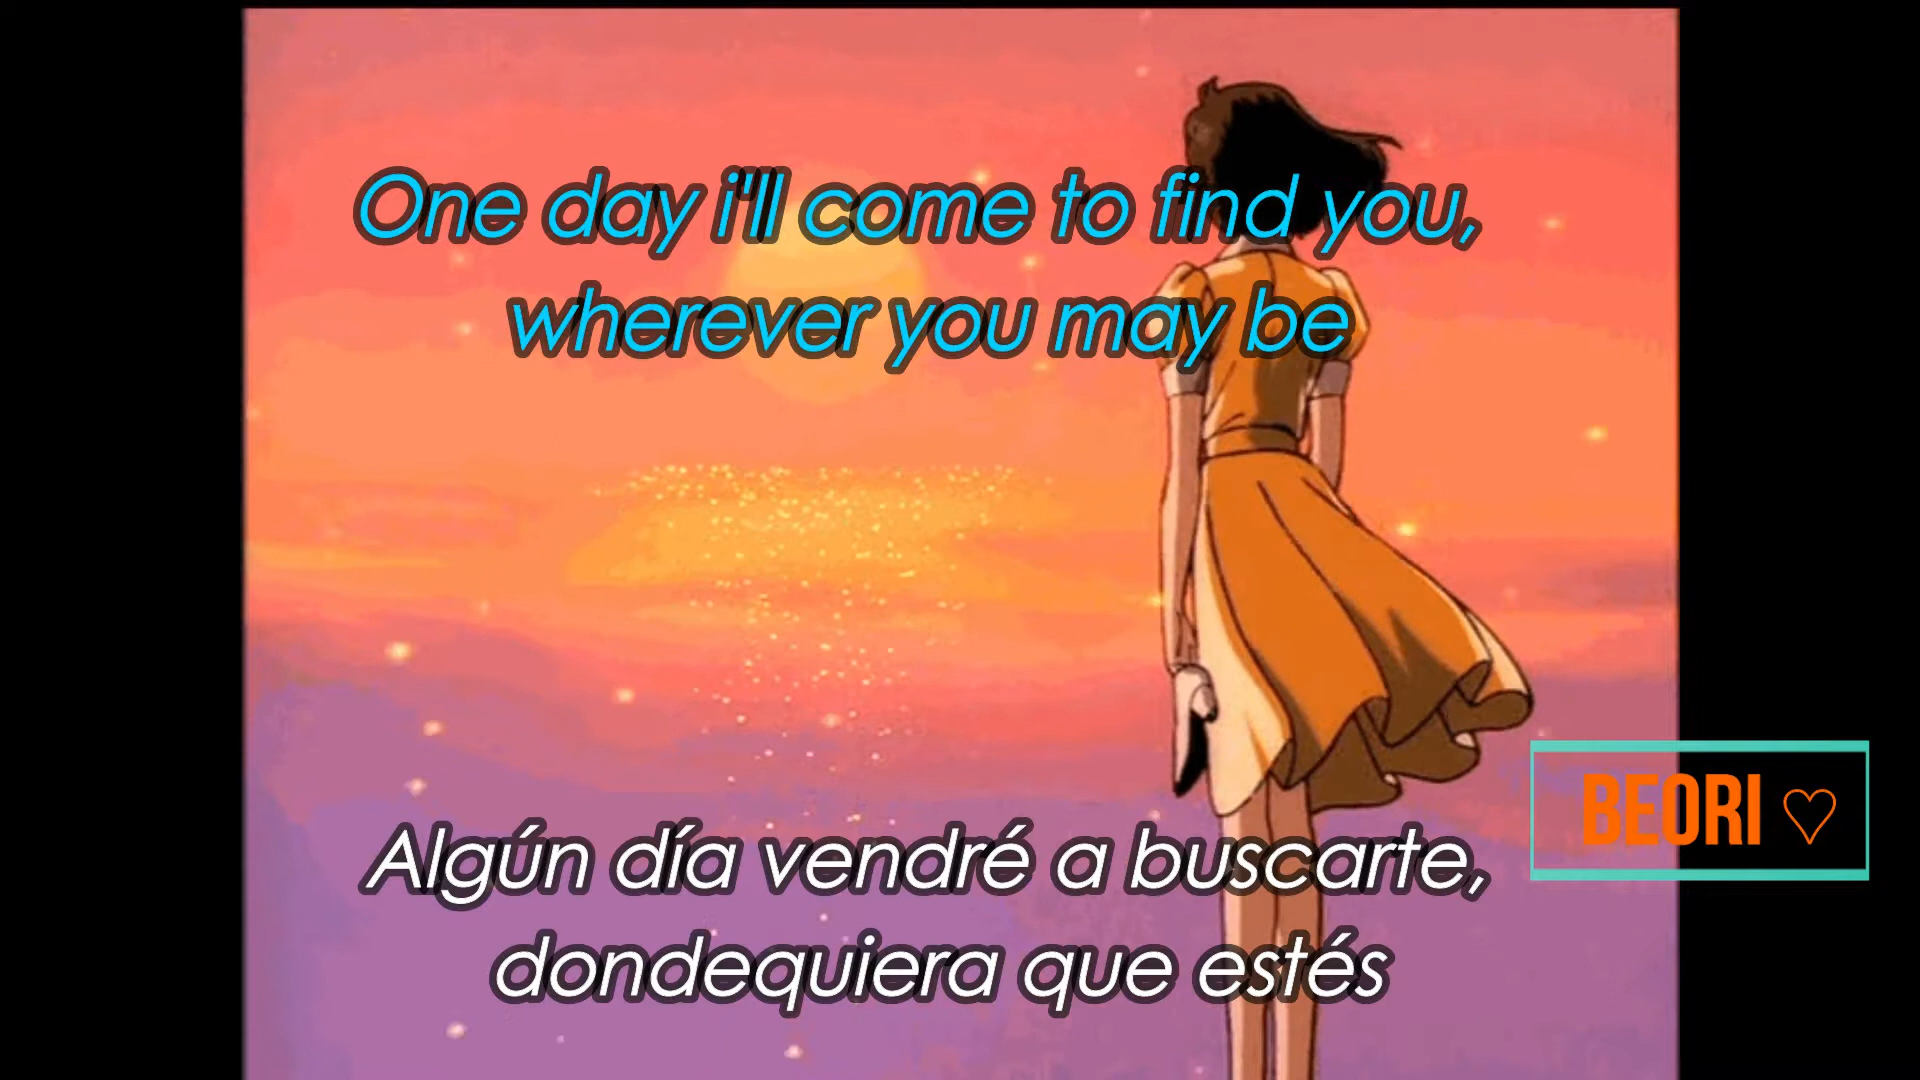 One day i'll come to find you,
wherever you may be
BEORI ♡
Algún día vendré a buscarte,
dondequiera que estés